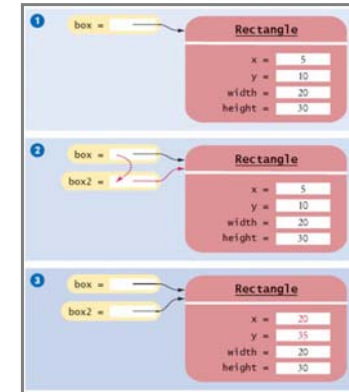 1
box =
Rectangle
x = 5
y = 10
width = 20
height = 30
2
box =
box2 =
Rectangle
x = 5
y = 10
width = 20
height = 30
3
box =
box2 =
Rectangle
x = 20
y = 35
width = 20
height = 30